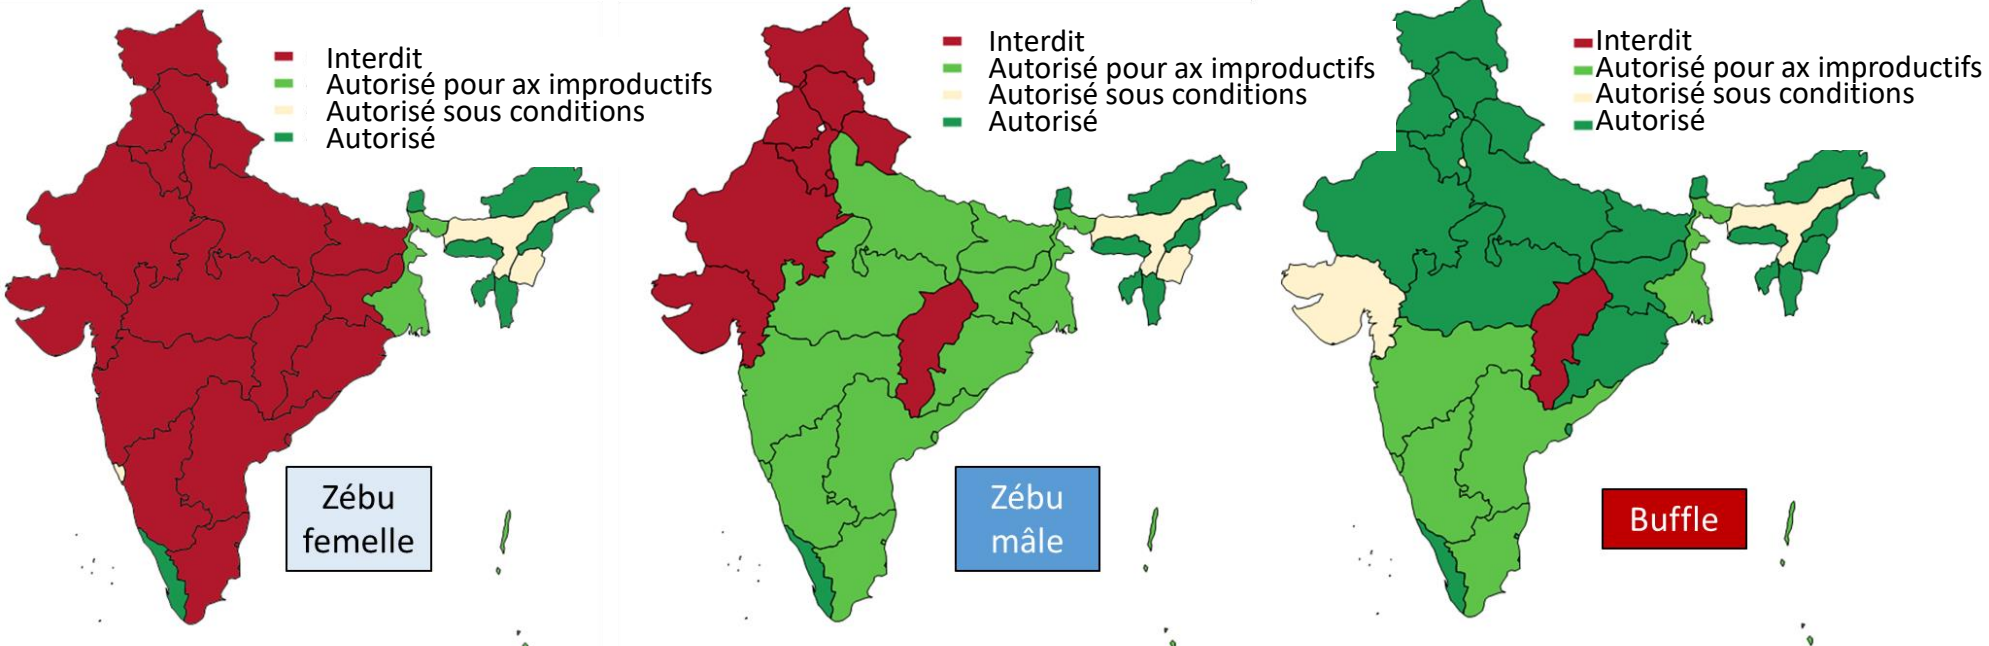 Interdit
Autorisé pour ax improductifs
Autorisé sous conditions
Autorisé
Zébu
femelle
Interdit
Autorisé pour ax improductifs
Autorisé sous conditions
Autorisé
Zébu
mâle
Interdit
Autorisé pour ax improductifs
Autorisé sous conditions
Autorisé
Buffle